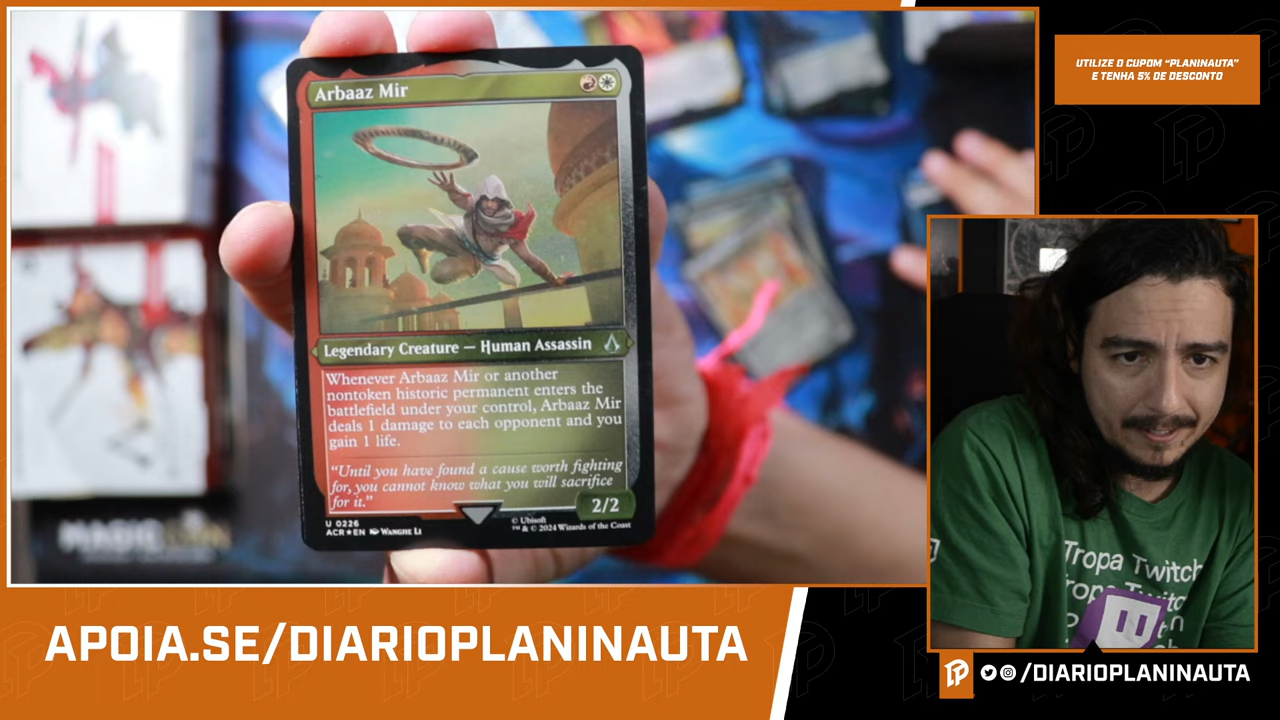 UTILIZE O CUPOM “PLANINAUTA”
E TENHA 5% DE DESCONTO
Arbaaz Mir
Legendary Creature — Human Assassin
Whenever Arbaaz Mir or another
nontoken historic permanent enters the
battlefield under your control, Arbaaz Mir
deals 1 damage to each opponent and you
gain 1 life.
“Until you have found a cause worth fighting
for, you cannot know what you will sacrifice
for it.”
2/2
U 0226
ACR★EN Wanghe Li
© Ubisoft
™ & © 2024 Wizards of the Coast
MAGIC
Tropa Twitch
APOIA.SE/DIARIOPLANINAUTA
/DIARIOPLANINAUTA